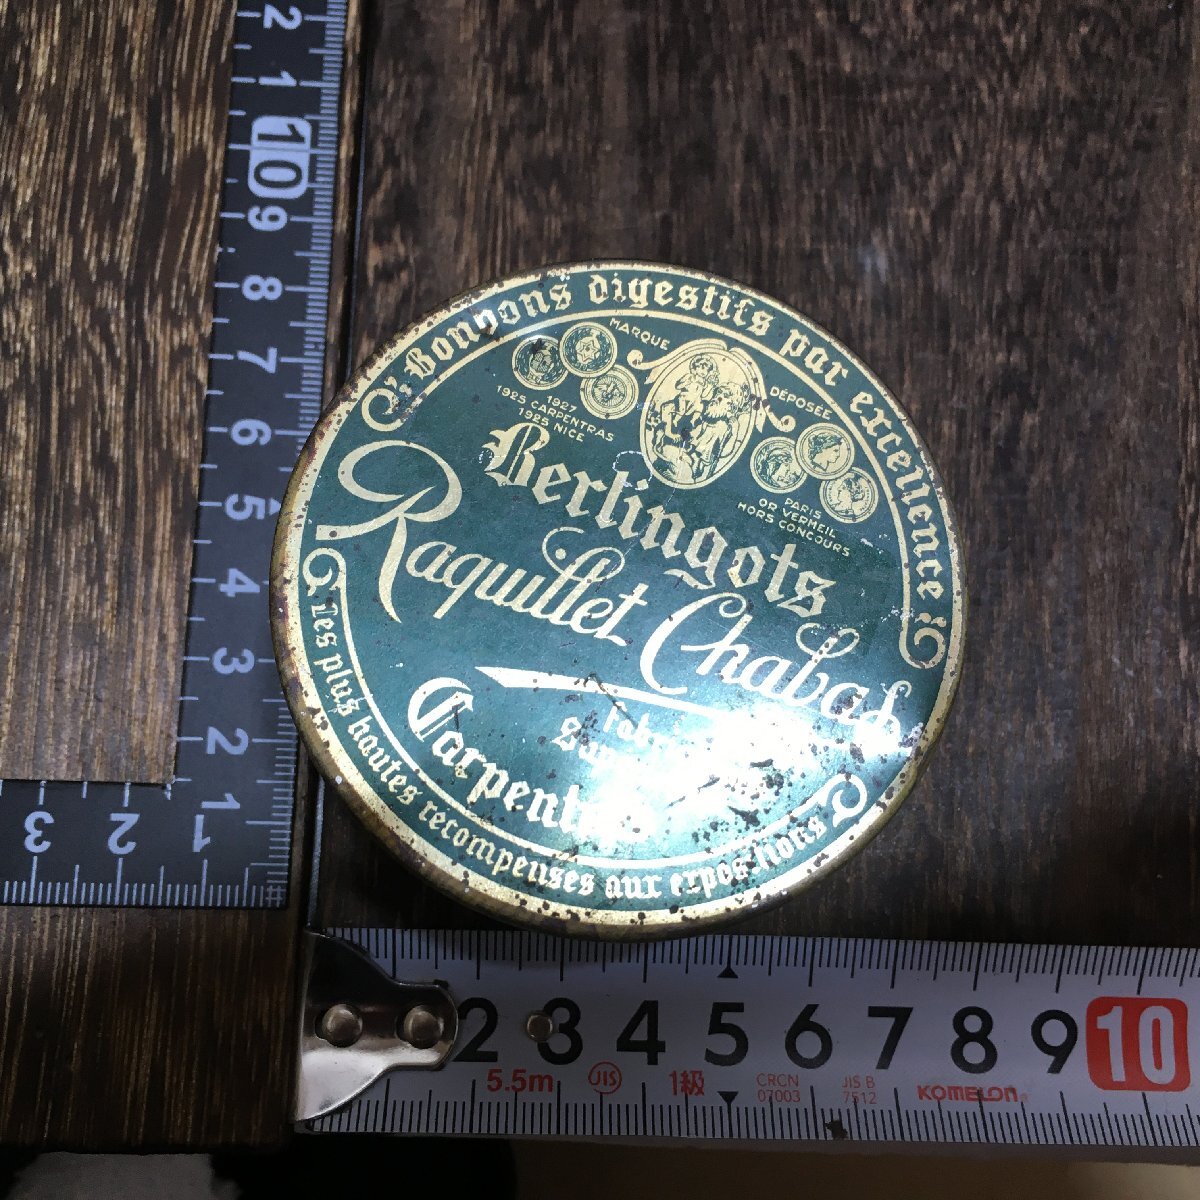 Bonbons digestifs par excellence
MARQUE
DÉPOSÉE
1927
1925 CARPENTRAS
1925 NICE
PARIS
OR VERMEIL
HORS CONCOURS
Berlingots
Raquillet Chabas
Carpentras
les plus hautes récompenses aux expositions
2 1 10 9 8 7 6 5 4 3 2 1
3 2 1
2 3 4 5 6 7 8 9 10
5.5m JIS 1級 CRCN 07003 JIS B 7512 KOMELON